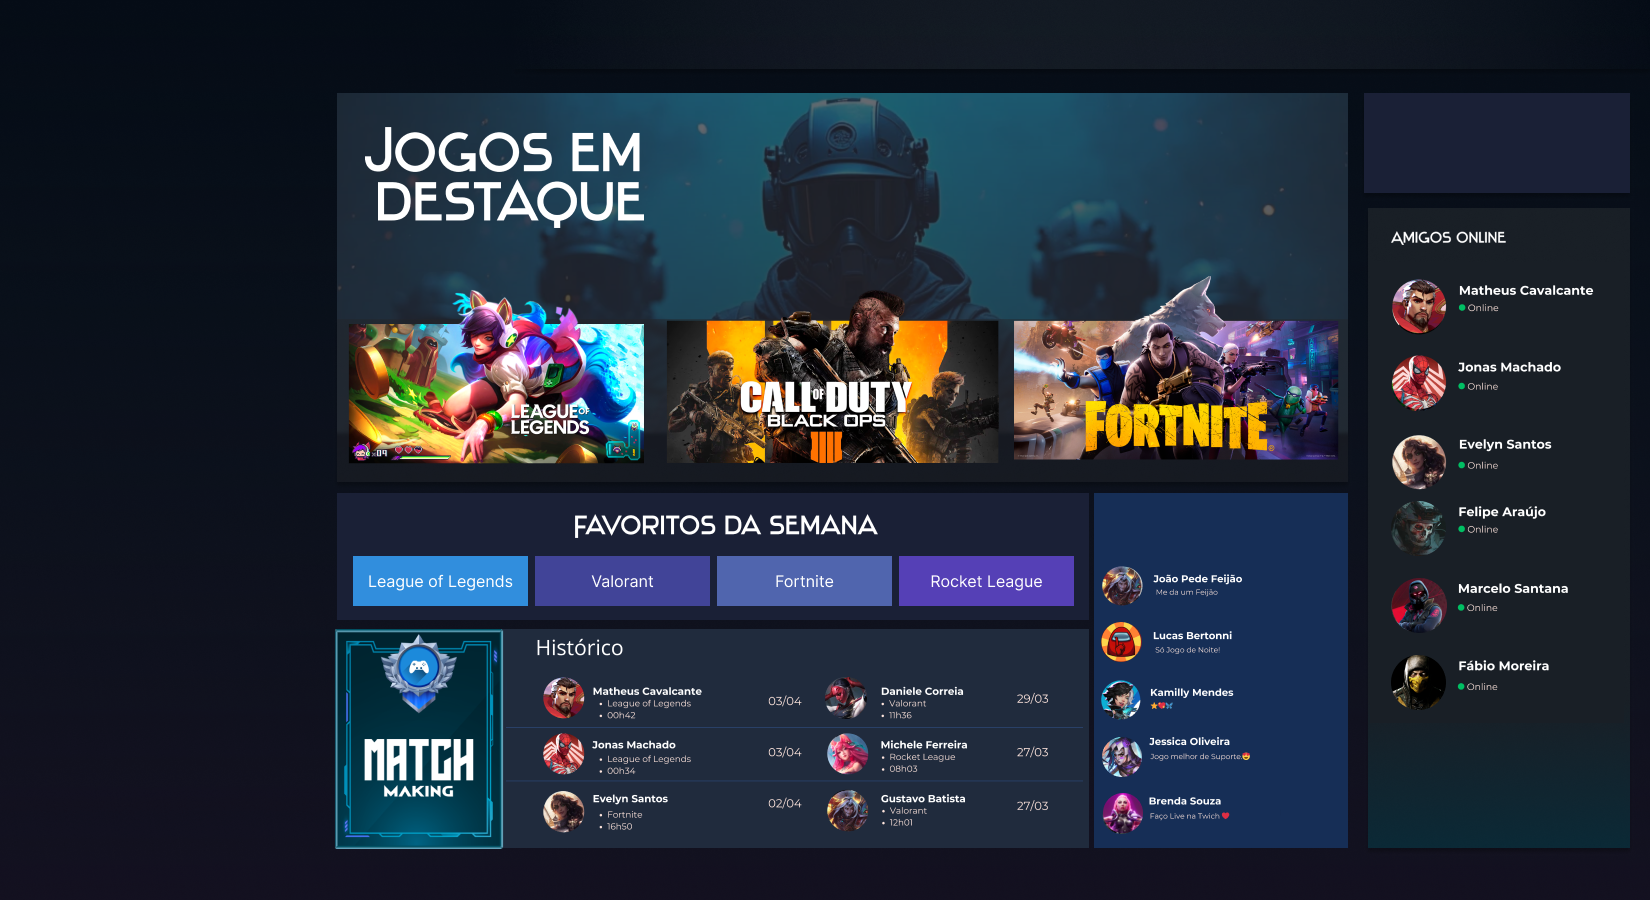 JOGOS EM
DESTAQUE
LEAGUE OF
LEGENDS
×09
CALL OF DUTY
BLACK OPS
IIII
FORTNITE
FAVORITOS DA SEMANA
League of Legends
Valorant
Fortnite
Rocket League
MATCH
MAKING
Histórico
Matheus Cavalcante
• League of Legends
• 00h42
03/04
Daniele Correia
• Valorant
• 11h36
29/03
Jonas Machado
• League of Legends
• 00h34
03/04
Michele Ferreira
• Rocket League
• 08h03
27/03
Evelyn Santos
• Fortnite
• 16h50
02/04
Gustavo Batista
• Valorant
• 12h01
27/03
João Pede Feijão
Me da um Feijão
Lucas Bertonni
Só Jogo de Noite!
Kamilly Mendes
⭐💖🦋
Jessica Oliveira
Jogo melhor de Suporte.😍
Brenda Souza
Faço Live na Twich ❤️
AMIGOS ONLINE
Matheus Cavalcante
Online
Jonas Machado
Online
Evelyn Santos
Online
Felipe Araújo
Online
Marcelo Santana
Online
Fábio Moreira
Online